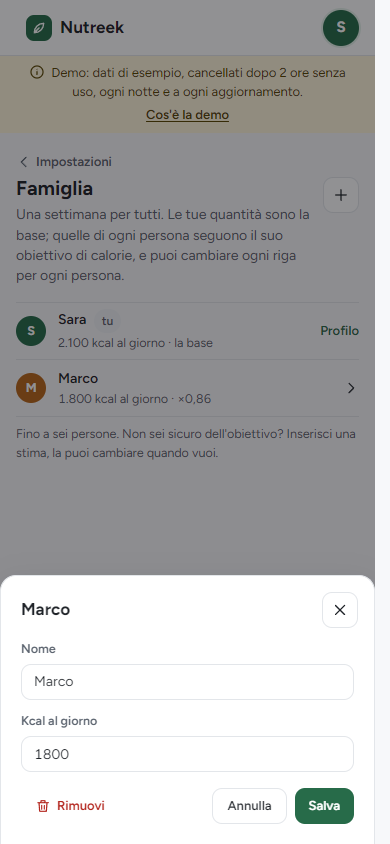 Nutreek
S
Demo: dati di esempio, cancellati dopo 2 ore senza
uso, ogni notte e a ogni aggiornamento.
Cos'è la demo
Impostazioni
Famiglia
Una settimana per tutti. Le tue quantità sono la
base; quelle di ogni persona seguono il suo
obiettivo di calorie, e puoi cambiare ogni riga
per ogni persona.
S
Sara tu
2.100 kcal al giorno · la base
Profilo
M
Marco
1.800 kcal al giorno · ×0,86
Fino a sei persone. Non sei sicuro dell'obiettivo? Inserisci una
stima, la puoi cambiare quando vuoi.
Marco
Nome
Marco
Kcal al giorno
1800
Rimuovi
Annulla
Salva